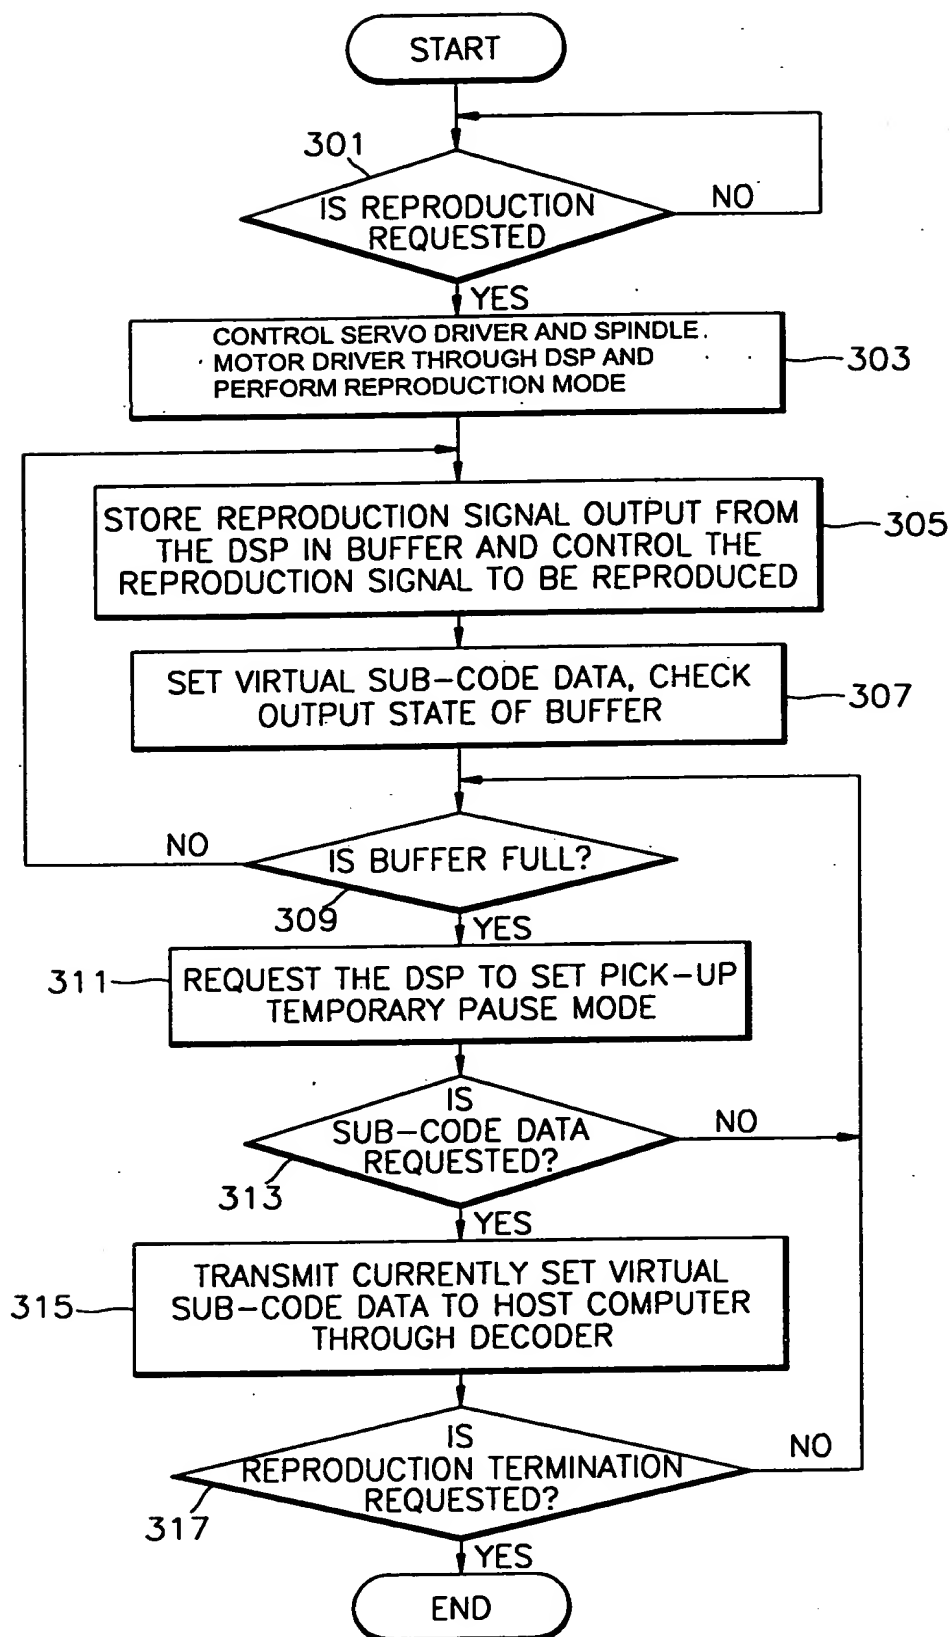 START
301
IS REPRODUCTION
REQUESTED
NO
YES
CONTROL SERVO DRIVER AND SPINDLE.
MOTOR DRIVER THROUGH DSP AND
PERFORM REPRODUCTION MODE
303
STORE REPRODUCTION SIGNAL OUTPUT FROM
THE DSP IN BUFFER AND CONTROL THE
REPRODUCTION SIGNAL TO BE REPRODUCED
305
SET VIRTUAL SUB-CODE DATA, CHECK
OUTPUT STATE OF BUFFER
307
NO
IS BUFFER FULL?
309
YES
311
REQUEST THE DSP TO SET PICK-UP
TEMPORARY PAUSE MODE
IS
SUB-CODE DATA
REQUESTED?
NO
313
YES
315
TRANSMIT CURRENTLY SET VIRTUAL
SUB-CODE DATA TO HOST COMPUTER
THROUGH DECODER
IS
REPRODUCTION TERMINATION
REQUESTED?
NO
317
YES
END